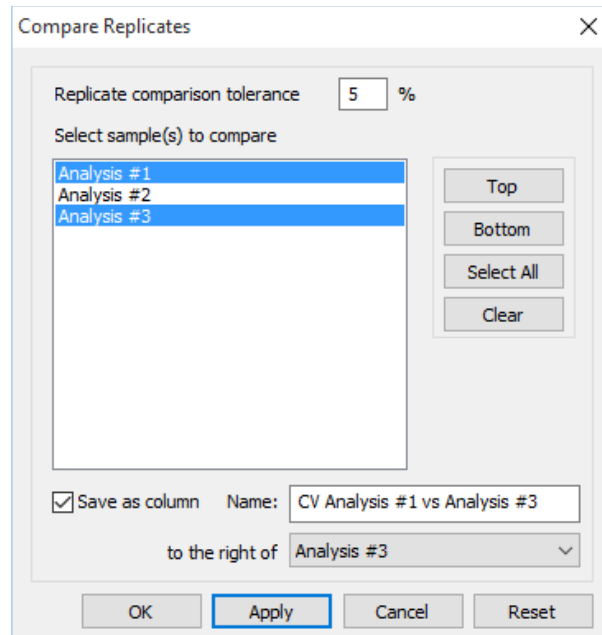 Compare Replicates
Replicate comparison tolerance 5 %
Select sample(s) to compare
Analysis #1
Analysis #2
Analysis #3
Top
Bottom
Select All
Clear
Save as column Name: CV Analysis #1 vs Analysis #3
to the right of Analysis #3
OK Apply Cancel Reset